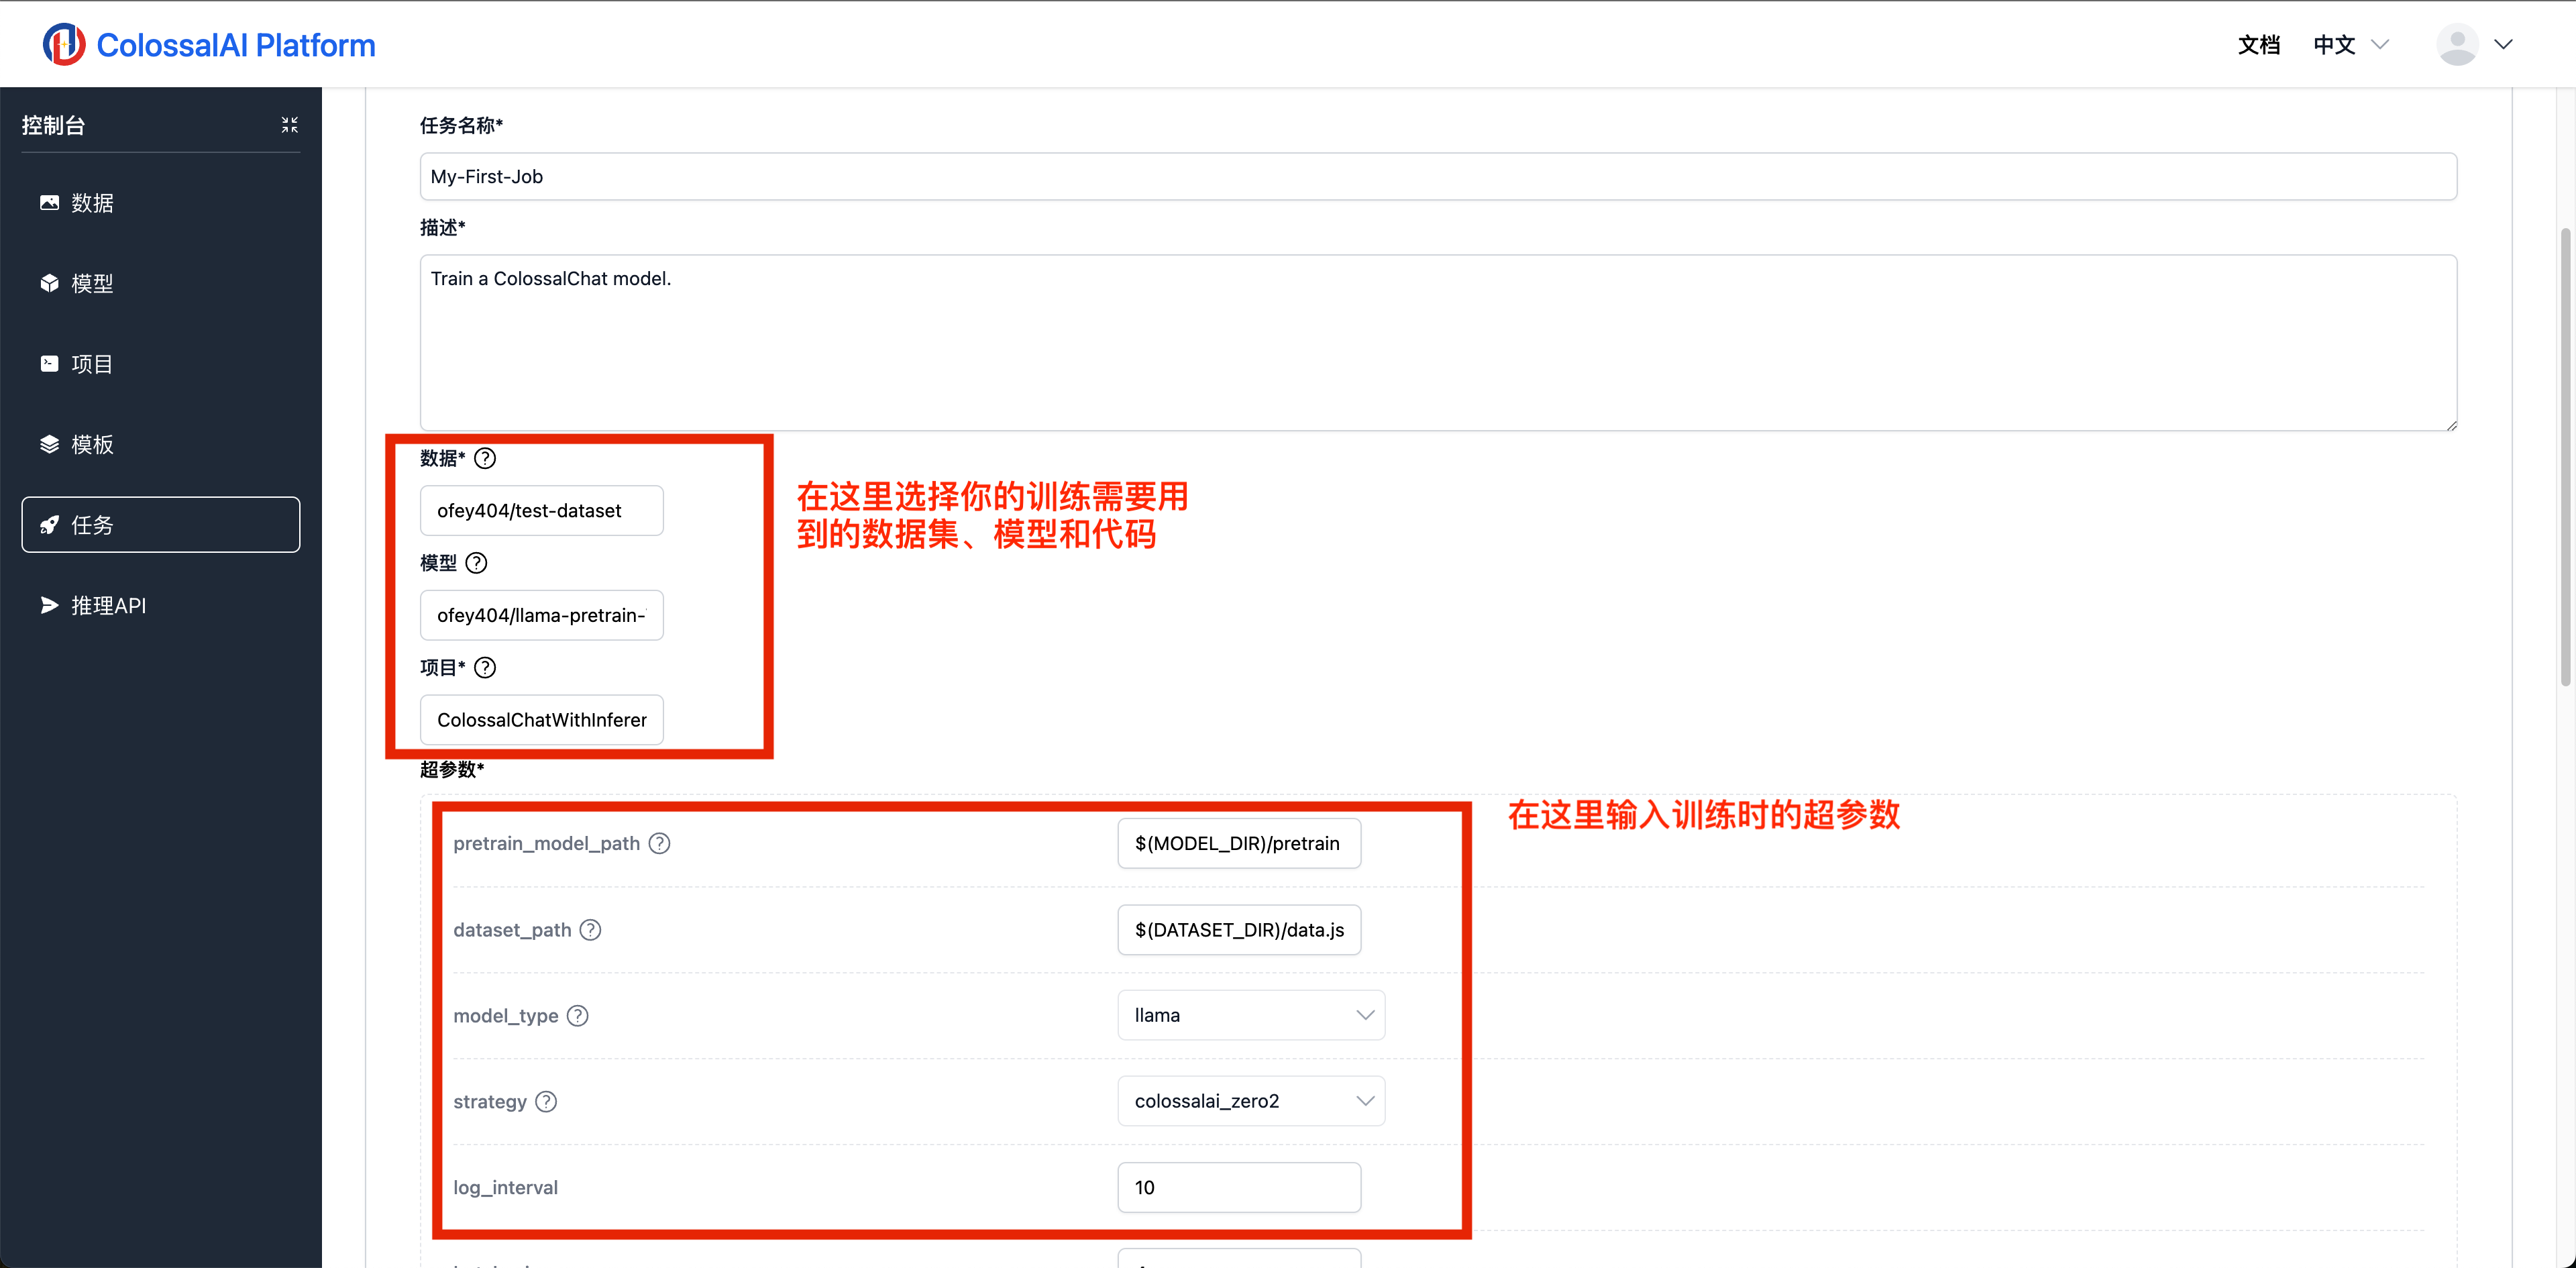 ColossalAI Platform
文档
中文
控制台
数据
模型
项目
模板
任务
推理API
任务名称*
My-First-Job
描述*
Train a ColossalChat model.
数据*
ofey404/test-dataset
模型
ofey404/llama-pretrain-
项目*
ColossalChatWithInferer
在这里选择你的训练需要用
到的数据集、模型和代码
超参数*
在这里输入训练时的超参数
pretrain_model_path
$(MODEL_DIR)/pretrain
dataset_path
$(DATASET_DIR)/data.js
model_type
llama
strategy
colossalai_zero2
log_interval
10